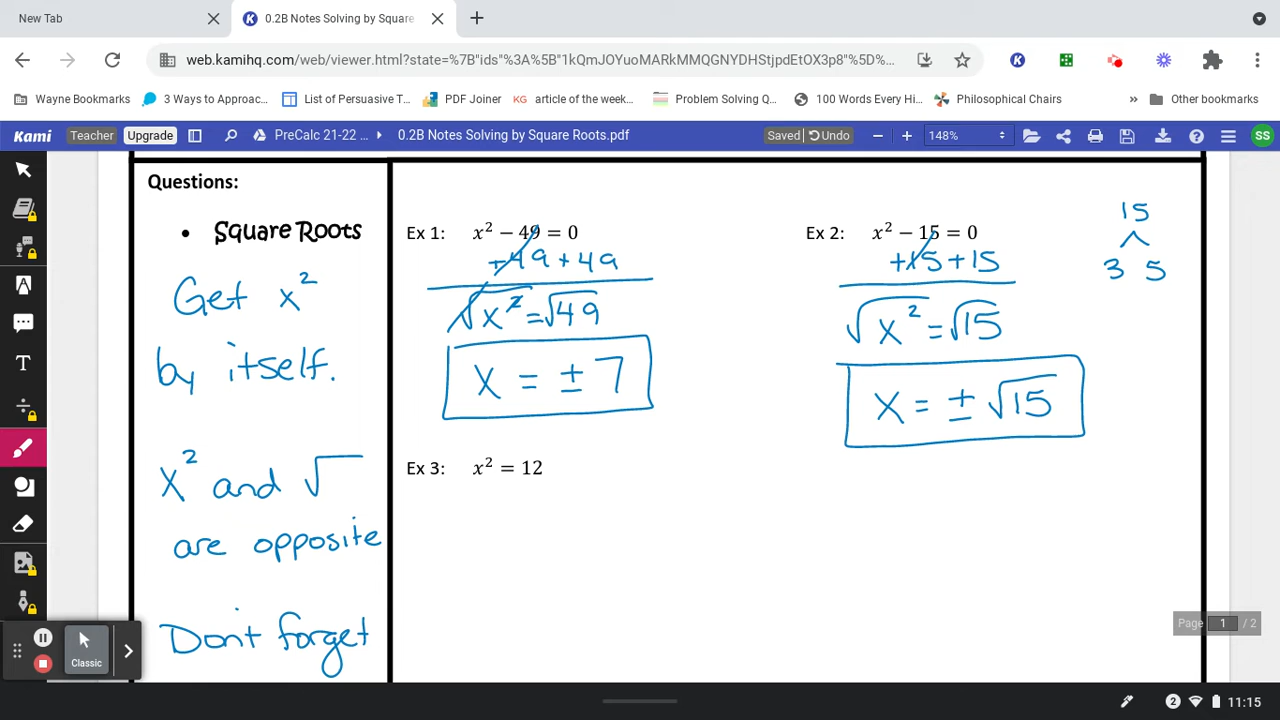 New Tab
0.2B Notes Solving by Square
web.kamihq.com/web/viewer.html?state=%7B"ids"%3A%5B"1kQmJOYuoMARkMMQGNYDHStjpdEtOX3p8"%5D%...
Wayne Bookmarks
3 Ways to Approac...
List of Persuasive T...
PDF Joiner
KG article of the week...
Problem Solving Q...
100 Words Every Hi...
Philosophical Chairs
»
Other bookmarks
Kami Teacher Upgrade
PreCalc 21-22 ...
0.2B Notes Solving by Square Roots.pdf
Saved Undo
148%
SS
Questions:
• Square Roots
Get x²
by itself.
x² and √
are opposite
Don't forget
Ex 1: x² − 49 = 0
+49 +49
√x² = √49
x = ± 7
Ex 2: x² − 15 = 0
+15 +15
√x² = √15
x = ± √15
15
3 5
Ex 3: x² = 12
Page 1 / 2
Classic
2 11:15